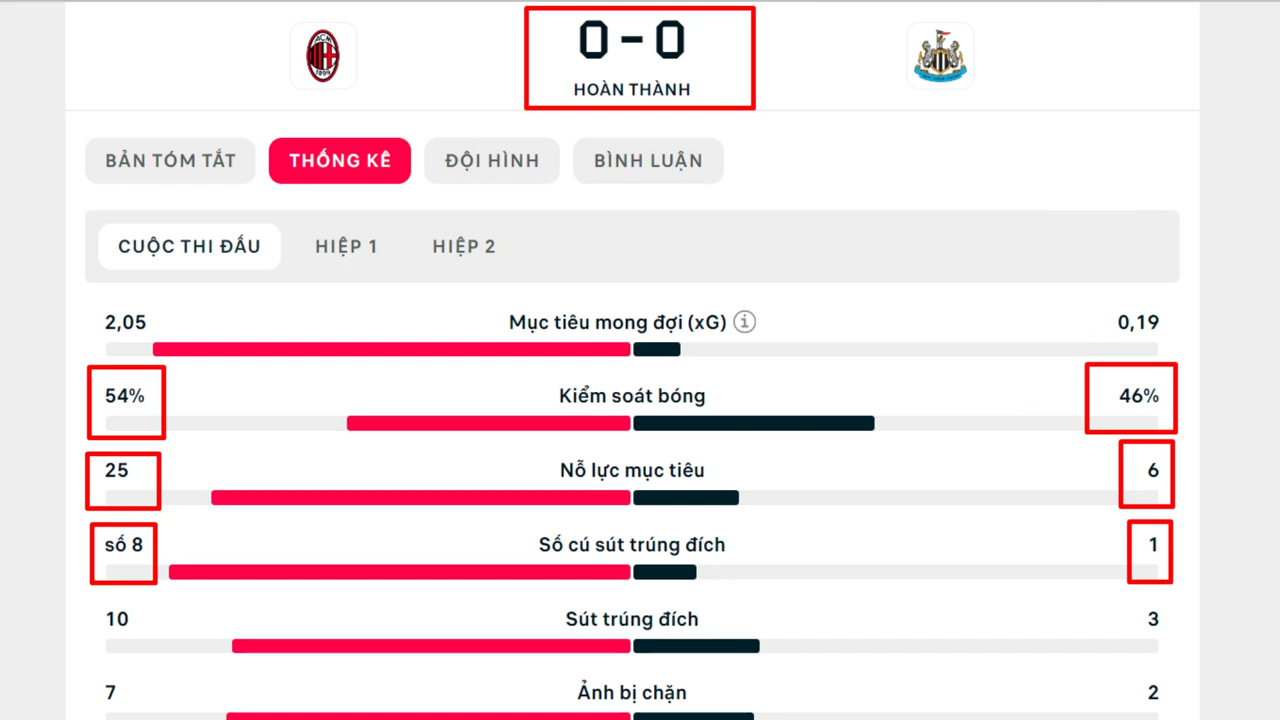 0 - 0
HOÀN THÀNH
ACM
1899
BẢN TÓM TẮT THỐNG KÊ ĐỘI HÌNH BÌNH LUẬN
CUỘC THI ĐẤU HIỆP 1 HIỆP 2
2,05 Mục tiêu mong đợi (xG) i 0,19
54% Kiểm soát bóng 46%
25 Nỗ lực mục tiêu 6
số 8 Số cú sút trúng đích 1
10 Sút trúng đích 3
7 Ảnh bị chặn 2